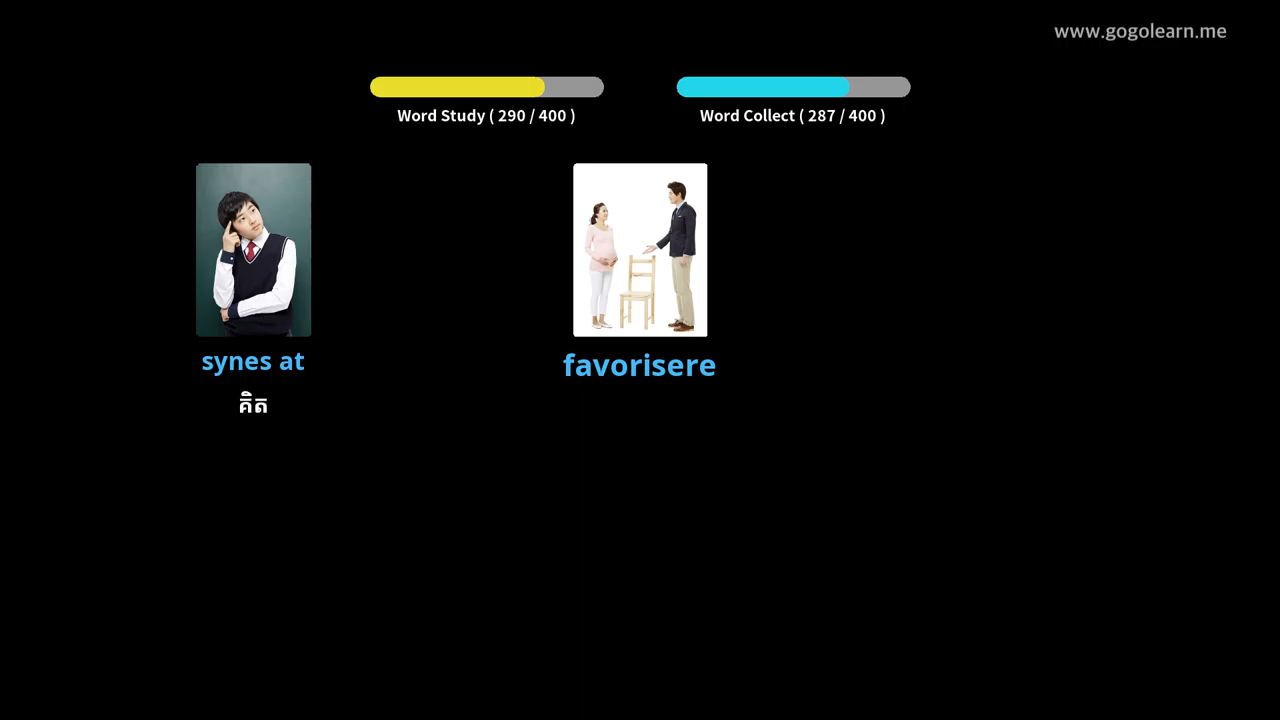 www.gogolearn.me
Word Study ( 290 / 400 )
Word Collect ( 287 / 400 )
synes at
favorisere
គិត